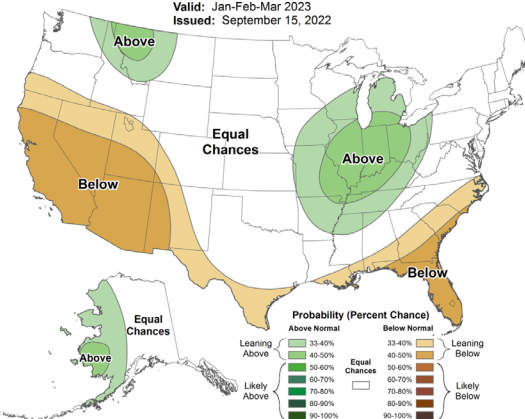 Valid: Jan-Feb-Mar 2023
Issued: September 15, 2022
Above
Equal
Chances
Above
Below
Below
Equal
Chances
Above
Probability (Percent Chance)
Above Normal
Below Normal
Leaning
Above
33-40%
40-50%
Likely
Above
50-60%
60-70%
70-80%
80-90%
90-100%
Equal
Chances
33-40%
40-50%
Leaning
Below
50-60%
60-70%
70-80%
80-90%
90-100%
Likely
Below